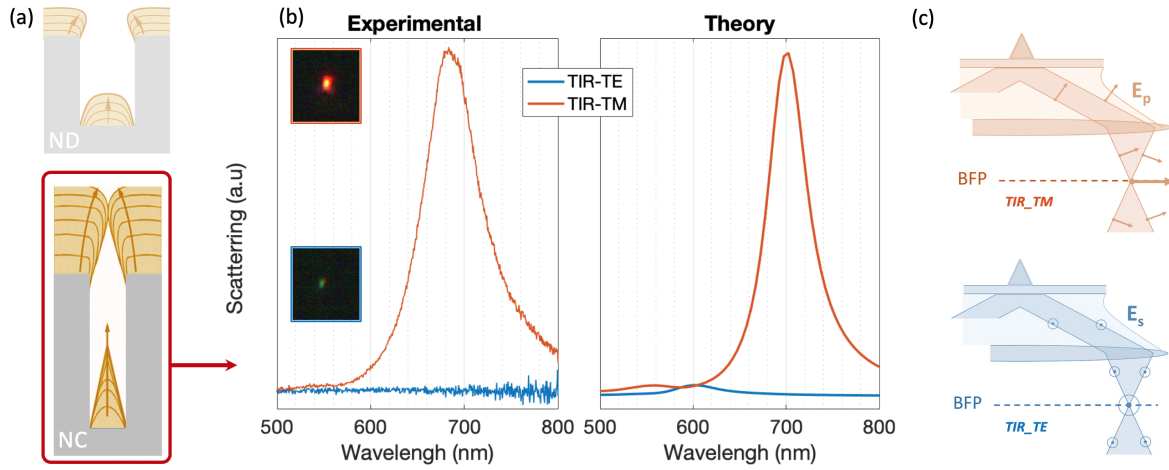 (a)
ND
NC
(b)
Experimental
Theory
TIR-TE
TIR-TM
Scatterring (a.u)
500
600
700
800
Wavelengh (nm)
500
600
700
800
Wavelengh (nm)
(c)
Ep
BFP
TIR_TM
Es
BFP
TIR_TE